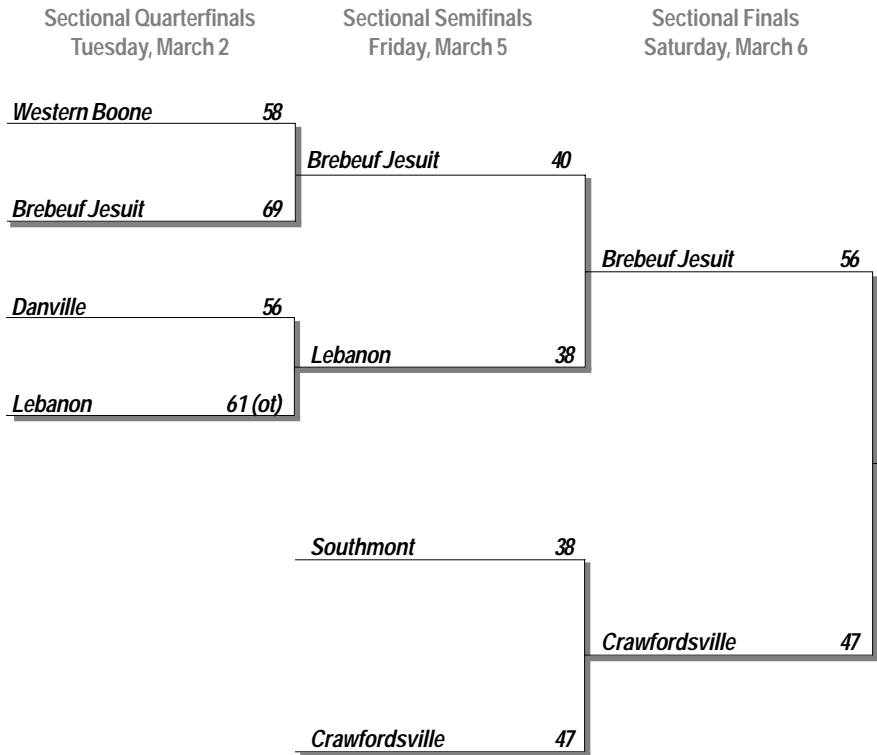 Sectional Quarterfinals
Tuesday, March 2
Sectional Semifinals
Friday, March 5
Sectional Finals
Saturday, March 6
Western Boone 58
Brebeuf Jesuit 69
Danville 56
Lebanon 61 (ot)
Brebeuf Jesuit 40
Lebanon 38
Southmont 38
Crawfordsville 47
Brebeuf Jesuit 56
Crawfordsville 47